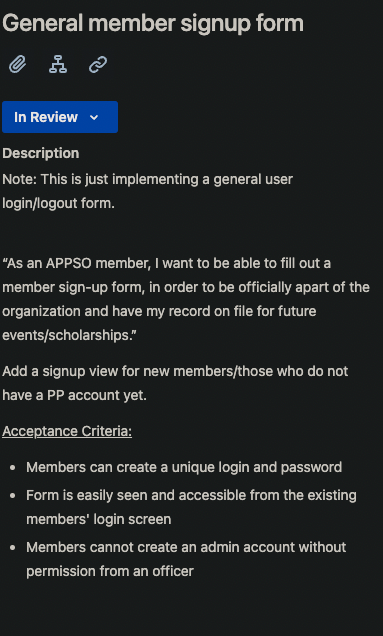 General member signup form
In Review
Description
Note: This is just implementing a general user
login/logout form.
“As an APPSO member, I want to be able to fill out a
member sign-up form, in order to be officially apart of the
organization and have my record on file for future
events/scholarships.”
Add a signup view for new members/those who do not
have a PP account yet.
Acceptance Criteria:
• Members can create a unique login and password
• Form is easily seen and accessible from the existing
members' login screen
• Members cannot create an admin account without
permission from an officer